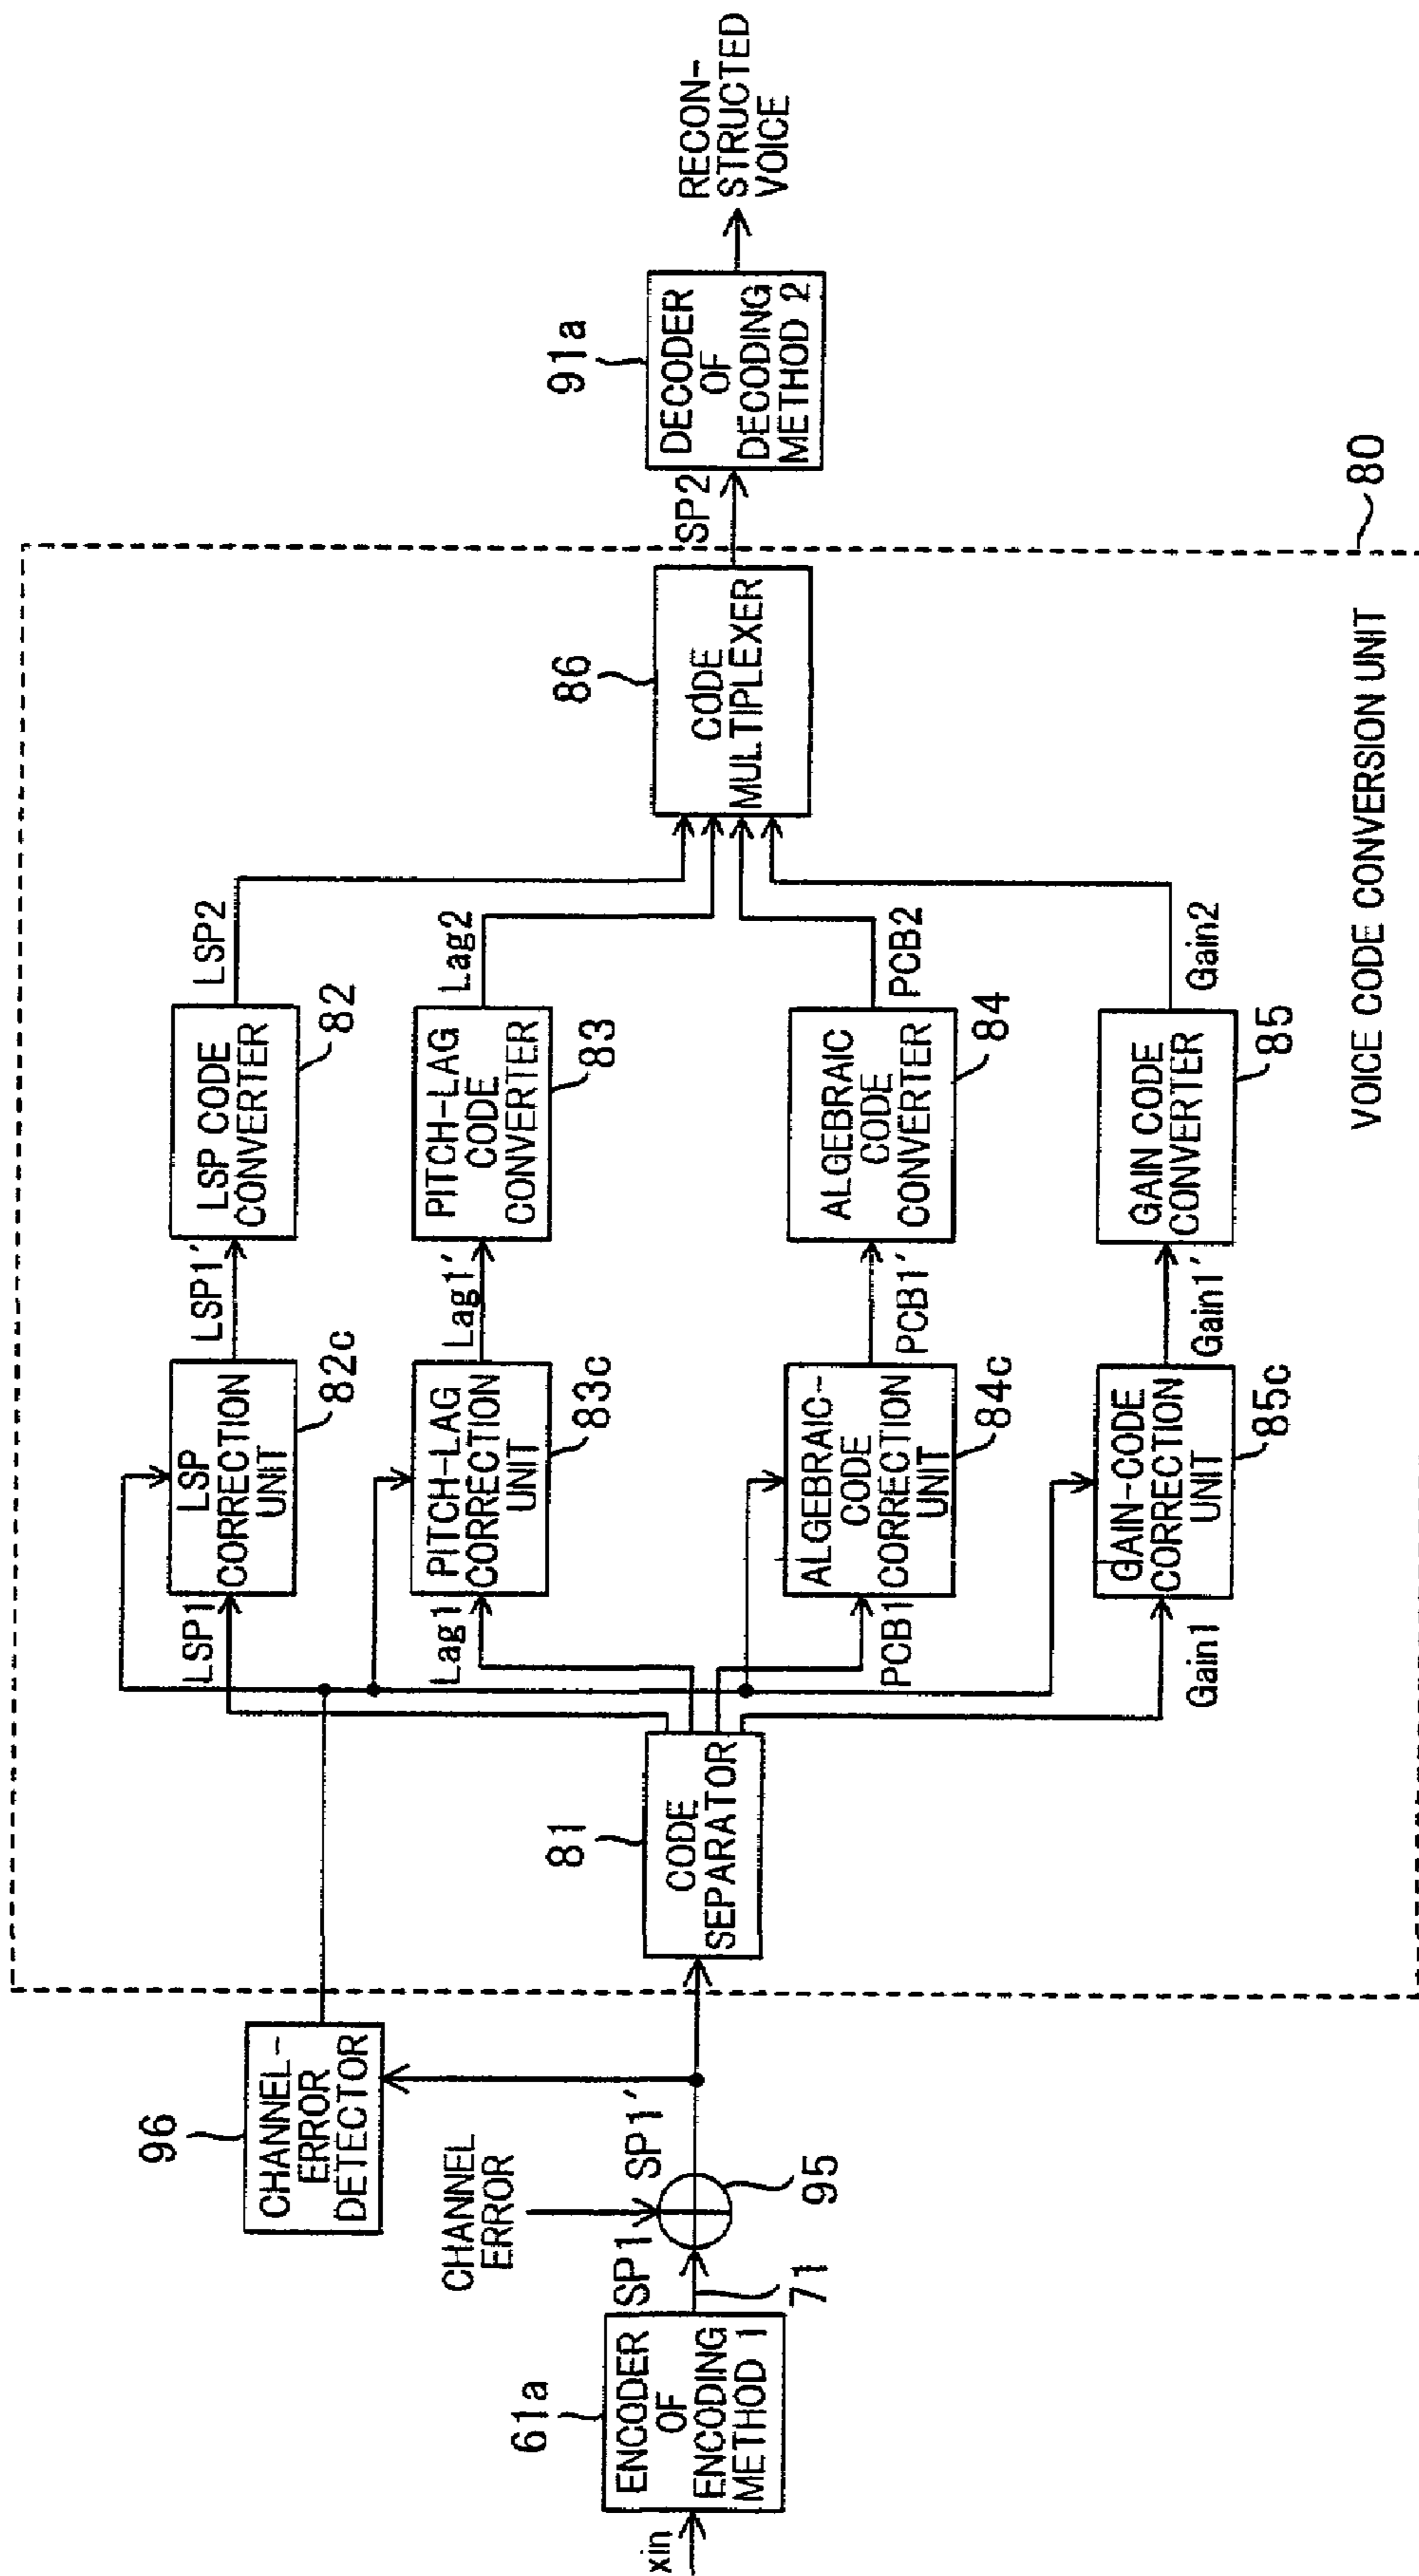 xin
61a
ENCODER
OF
ENCODING
METHOD 1
SP1
71
CHANNEL
ERROR
SP1'
95
96
CHANNEL-
ERROR
DETECTOR
81
CODE
SEPARATOR
LSP1
LSP
CORRECTION
UNIT
82c
LSP1'
LSP CODE
CONVERTER
82
LSP2
Lag1
PITCH-LAG
CORRECTION
UNIT
83c
Lag1'
PITCH-LAG
CODE
CONVERTER
83
Lag2
PCB1
ALGEBRAIC-
CODE
CORRECTION
UNIT
84c
PCB1'
ALGEBRAIC
CODE
CONVERTER
84
PCB2
Gain1
GAIN-CODE
CORRECTION
UNIT
85c
Gain1'
GAIN CODE
CONVERTER
85
Gain2
86
CODE
MULTIPLEXER
SP2
91a
DECODER
OF
DECODING
METHOD 2
RECON-
STRUCTED
VOICE
VOICE CODE CONVERSION UNIT
80